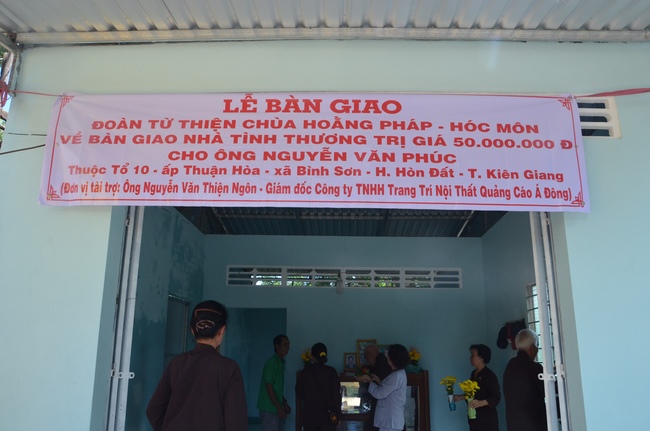 LỄ BÀN GIAO
ĐOÀN TỪ THIỆN CHÙA HOẰNG PHÁP - HÓC MÔN
VỀ BÀN GIAO NHÀ TÌNH THƯƠNG TRỊ GIÁ 50.000.000 Đ
CHO ÔNG NGUYỄN VĂN PHÚC
Thuộc Tổ 10 - ấp Thuận Hòa - xã Bình Sơn - H. Hòn Đất - T. Kiên Giang
(Đơn vị tài trợ: Ông Nguyễn Văn Thiện Ngôn - Giám đốc Công ty TNHH Trang Trí Nội Thất Quảng Cáo Á Đông)